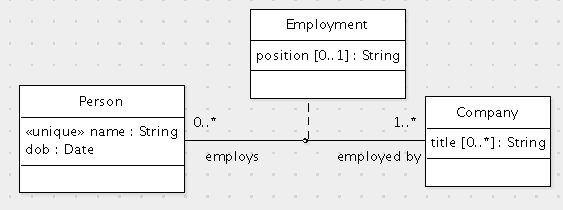 Employment
position [0..1] : String
Person
«unique» name : String
dob : Date
0..*
employs
1..*
employed by
Company
title [0..*] : String